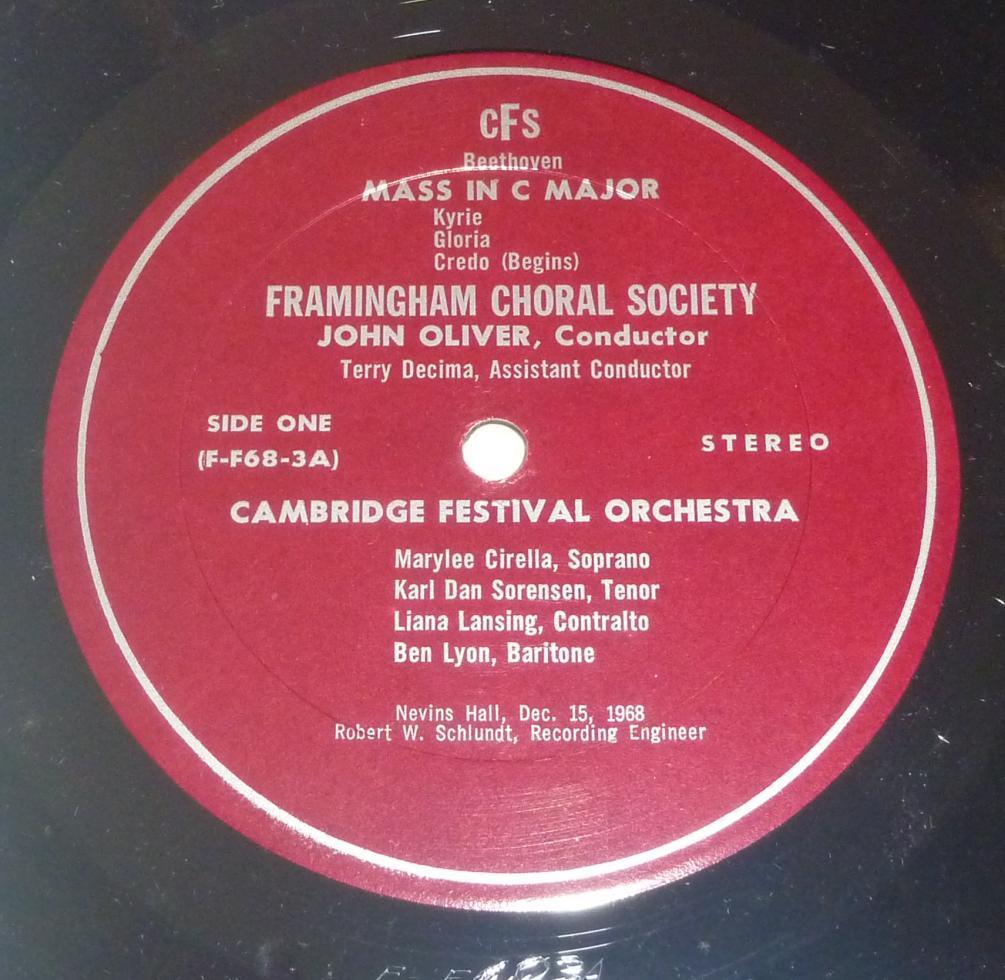 CFS
Beethoven
MASS IN C MAJOR
Kyrie
Gloria
Credo (Begins)
FRAMINGHAM CHORAL SOCIETY
JOHN OLIVER, Conductor
Terry Decima, Assistant Conductor
SIDE ONE
(F-F68-3A)
STEREO
CAMBRIDGE FESTIVAL ORCHESTRA
Marylee Cirella, Soprano
Karl Dan Sorensen, Tenor
Liana Lansing, Contralto
Ben Lyon, Baritone
Nevins Hall, Dec. 15, 1968
Robert W. Schlundt, Recording Engineer